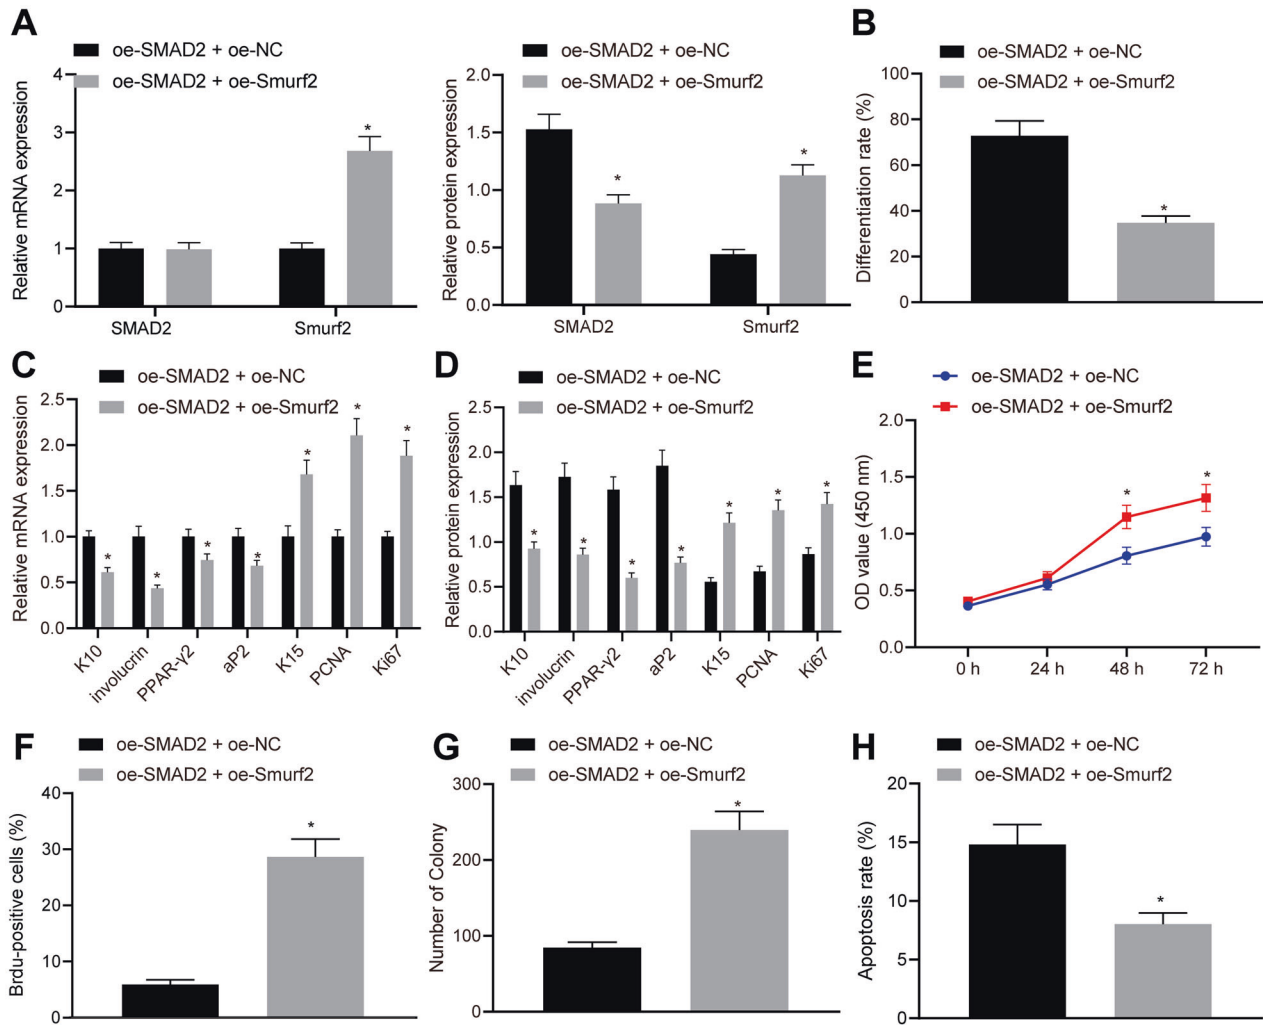 A
oe-SMAD2 + oe-NC
oe-SMAD2 + oe-Smurf2
Relative mRNA expression
4
3
2
1
0
SMAD2
Smurf2
oe-SMAD2 + oe-NC
oe-SMAD2 + oe-Smurf2
Relative protein expression
2.0
1.5
1.0
0.5
0.0
*
*
*
SMAD2
Smurf2
B
oe-SMAD2 + oe-NC
oe-SMAD2 + oe-Smurf2
Differentiation rate (%)
100
80
60
40
20
0
*
C
oe-SMAD2 + oe-NC
oe-SMAD2 + oe-Smurf2
Relative mRNA expression
2.5
2.0
1.5
1.0
0.5
0.0
* * * * * * *
K10
involucrin
PPAR-γ2
aP2
K15
PCNA
Ki67
D
oe-SMAD2 + oe-NC
oe-SMAD2 + oe-Smurf2
Relative protein expression
2.5
2.0
1.5
1.0
0.5
0.0
* * * * * * *
K10
involucrin
PPAR-γ2
aP2
K15
PCNA
Ki67
E
oe-SMAD2 + oe-NC
oe-SMAD2 + oe-Smurf2
OD value (450 nm)
2.0
1.5
1.0
0.5
0.0
* *
0 h
24 h
48 h
72 h
F
oe-SMAD2 + oe-NC
oe-SMAD2 + oe-Smurf2
Brdu-positive cells (%)
40
30
20
10
0
*
G
oe-SMAD2 + oe-NC
oe-SMAD2 + oe-Smurf2
Number of Colony
300
200
100
0
*
H
oe-SMAD2 + oe-NC
oe-SMAD2 + oe-Smurf2
Apoptosis rate (%)
20
15
10
5
0
*